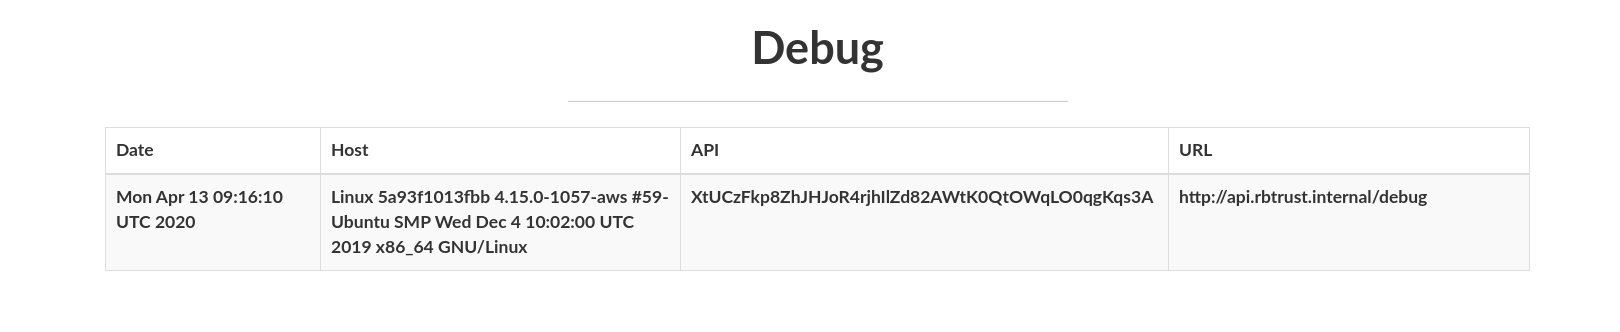 Debug
Date Host API URL
Mon Apr 13 09:16:10 Linux 5a93f1013fbb 4.15.0-1057-aws #59- XtUCzFkp8ZhJHJoR4rjhIlZd82AWtK0QtOWqLO0qgKqs3A http://api.rbtrust.internal/debug
UTC 2020 Ubuntu SMP Wed Dec 4 10:02:00 UTC
2019 x86_64 GNU/Linux